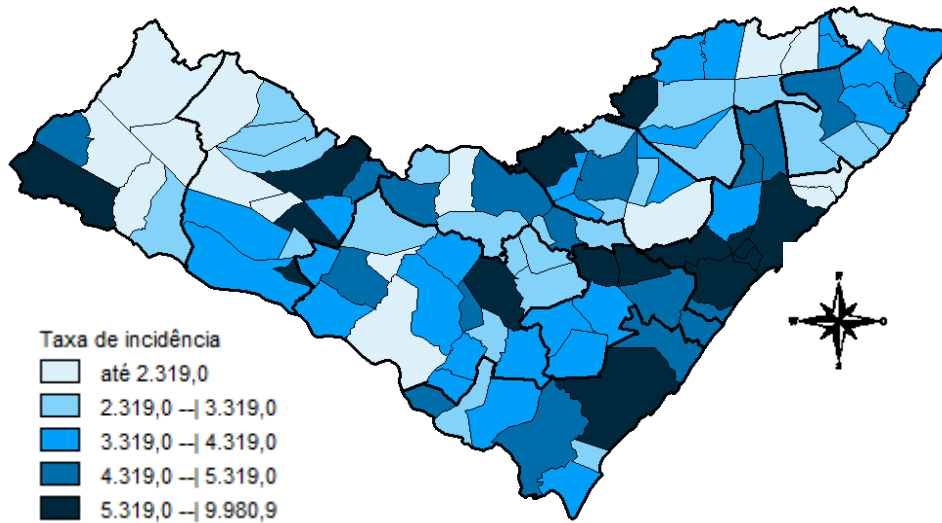 Taxa de incidência
até 2.319,0
2.319,0 --| 3.319,0
3.319,0 --| 4.319,0
4.319,0 --| 5.319,0
5.319,0 --| 9.980,9